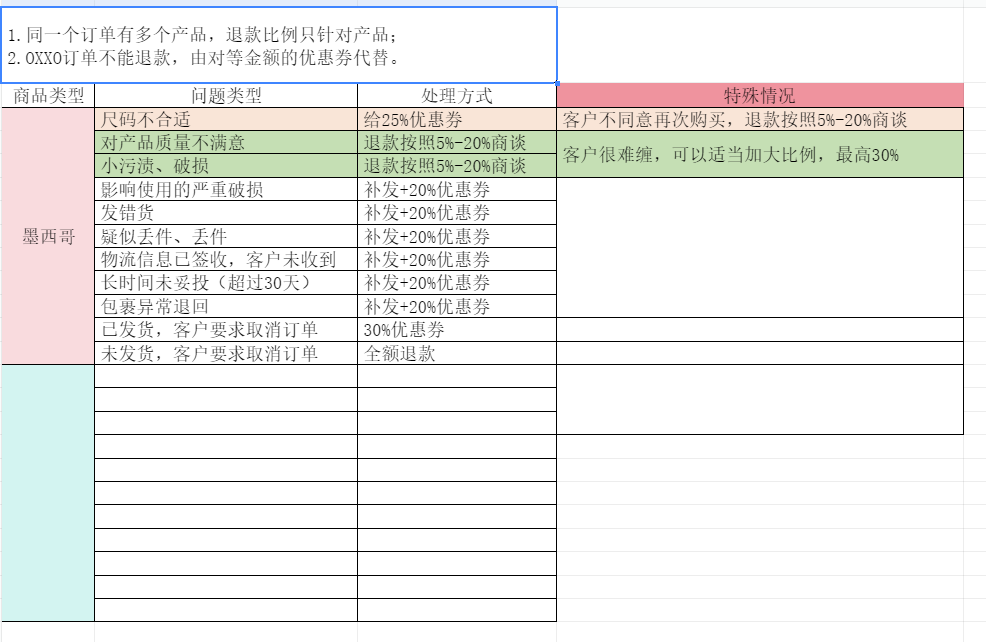 1.同一个订单有多个产品，退款比例只针对产品；
2.OXXO订单不能退款，由对等金额的优惠券代替。
商品类型 问题类型 处理方式 特殊情况
尺码不合适 给25%优惠券 客户不同意再次购买，退款按照5%-20%商谈
对产品质量不满意 退款按照5%-20%商谈
客户很难缠，可以适当加大比例，最高30%
小污渍、破损 退款按照5%-20%商谈
影响使用的严重破损 补发+20%优惠券
发错货 补发+20%优惠券
墨西哥
疑似丢件、丢件 补发+20%优惠券
物流信息已签收，客户未收到 补发+20%优惠券
长时间未妥投（超过30天） 补发+20%优惠券
包裹异常退回 补发+20%优惠券
已发货，客户要求取消订单 30%优惠券
未发货，客户要求取消订单 全额退款